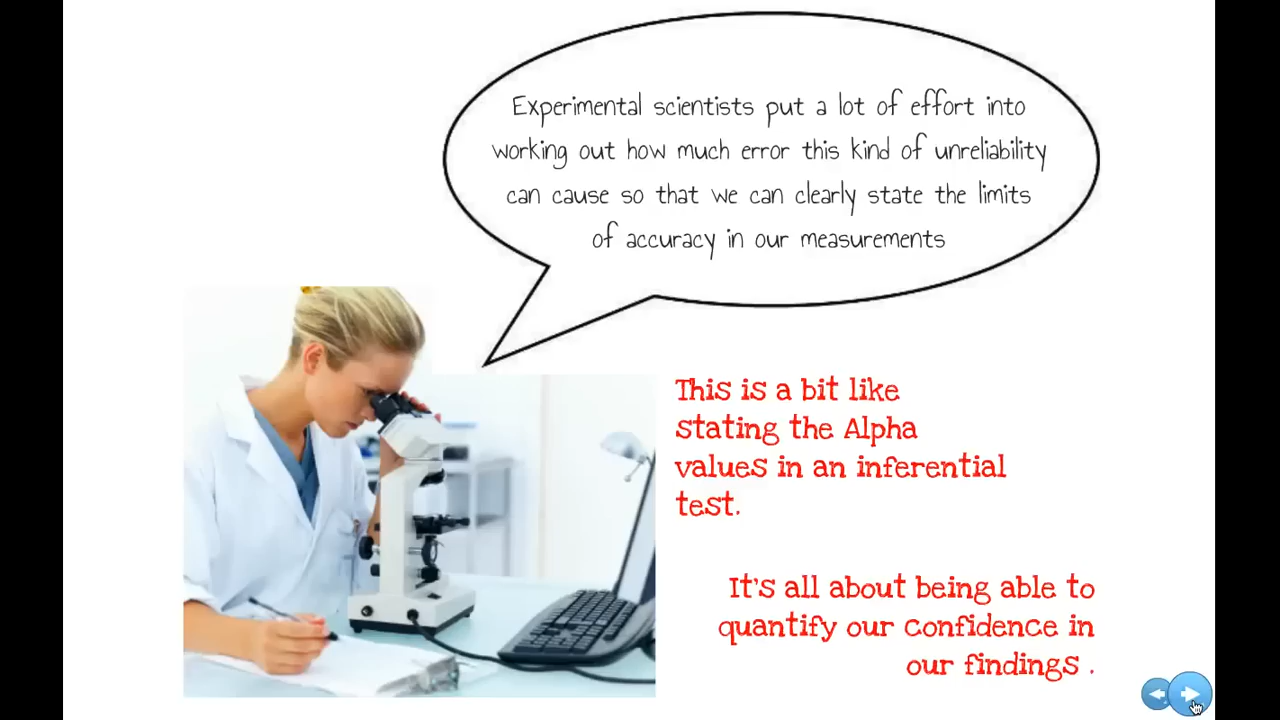 Experimental scientists put a lot of effort into
working out how much error this kind of unreliability
can cause so that we can clearly state the limits
of accuracy in our measurements
This is a bit like
stating the Alpha
values in an inferential
test.
It's all about being able to
quantify our confidence in
our findings .